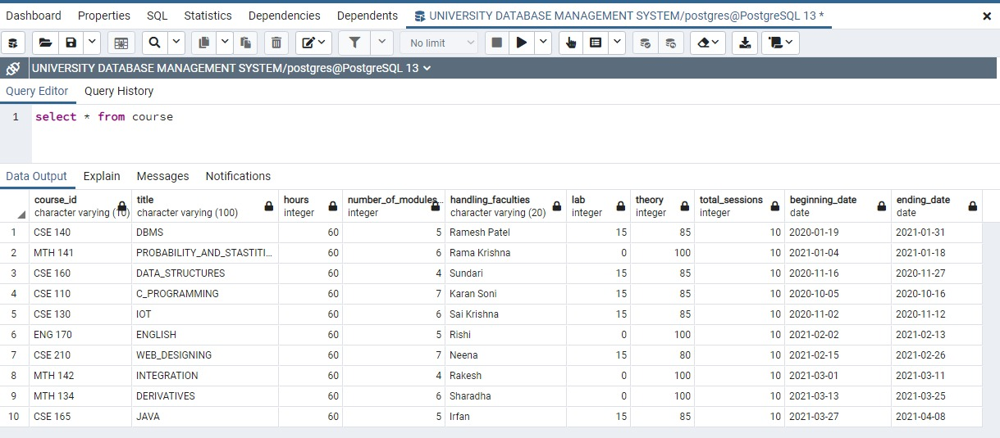 Dashboard Properties SQL Statistics Dependencies Dependents UNIVERSITY DATABASE MANAGEMENT SYSTEM/postgres@PostgreSQL 13 *
No limit
UNIVERSITY DATABASE MANAGEMENT SYSTEM/postgres@PostgreSQL 13
Query Editor Query History
1 select * from course
Data Output Explain Messages Notifications
course_id title hours number_of_modules... handling_faculties lab theory total_sessions beginning_date ending_date
character varying (10) character varying (100) integer integer character varying (20) integer integer integer date date
1 CSE 140 DBMS 60 5 Ramesh Patel 15 85 10 2020-01-19 2021-01-31
2 MTH 141 PROBABILITY_AND_STASTITI... 60 6 Rama Krishna 0 100 10 2021-01-04 2021-01-18
3 CSE 160 DATA_STRUCTURES 60 4 Sundari 15 85 10 2020-11-16 2020-11-27
4 CSE 110 C_PROGRAMMING 60 7 Karan Soni 15 85 10 2020-10-05 2020-10-16
5 CSE 130 IOT 60 6 Sai Krishna 15 85 10 2020-11-02 2020-11-12
6 ENG 170 ENGLISH 60 5 Rishi 0 100 10 2021-02-02 2021-02-13
7 CSE 210 WEB_DESIGNING 60 7 Neena 15 80 10 2021-02-15 2021-02-26
8 MTH 142 INTEGRATION 60 4 Rakesh 0 100 10 2021-03-01 2021-03-11
9 MTH 134 DERIVATIVES 60 6 Sharadha 0 100 10 2021-03-13 2021-03-25
10 CSE 165 JAVA 60 5 Irfan 15 85 10 2021-03-27 2021-04-08